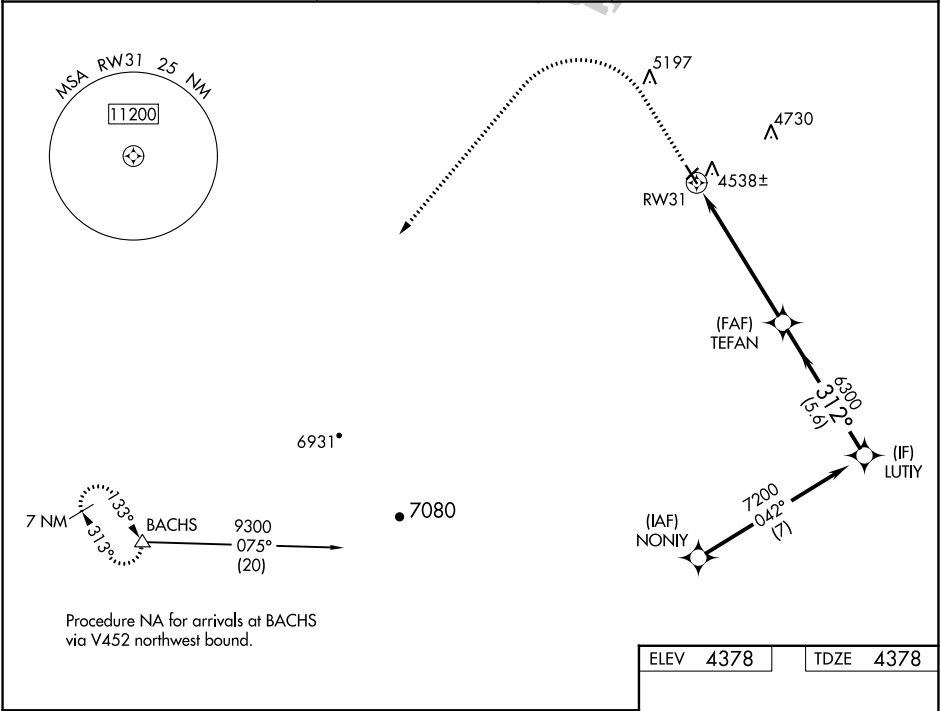 MSA RW31 25 NM
11200
5197
4730
4538±
RW31
(FAF)
TEFAN
6300
312°
(5.6)
(IF)
LUTIY
6931
7080
7200
042°
(7)
(IAF)
NONIY
7 NM
133°
313°
BACHS
9300
075°
(20)
Procedure NA for arrivals at BACHS
via V452 northwest bound.
ELEV 4378
TDZE 4378